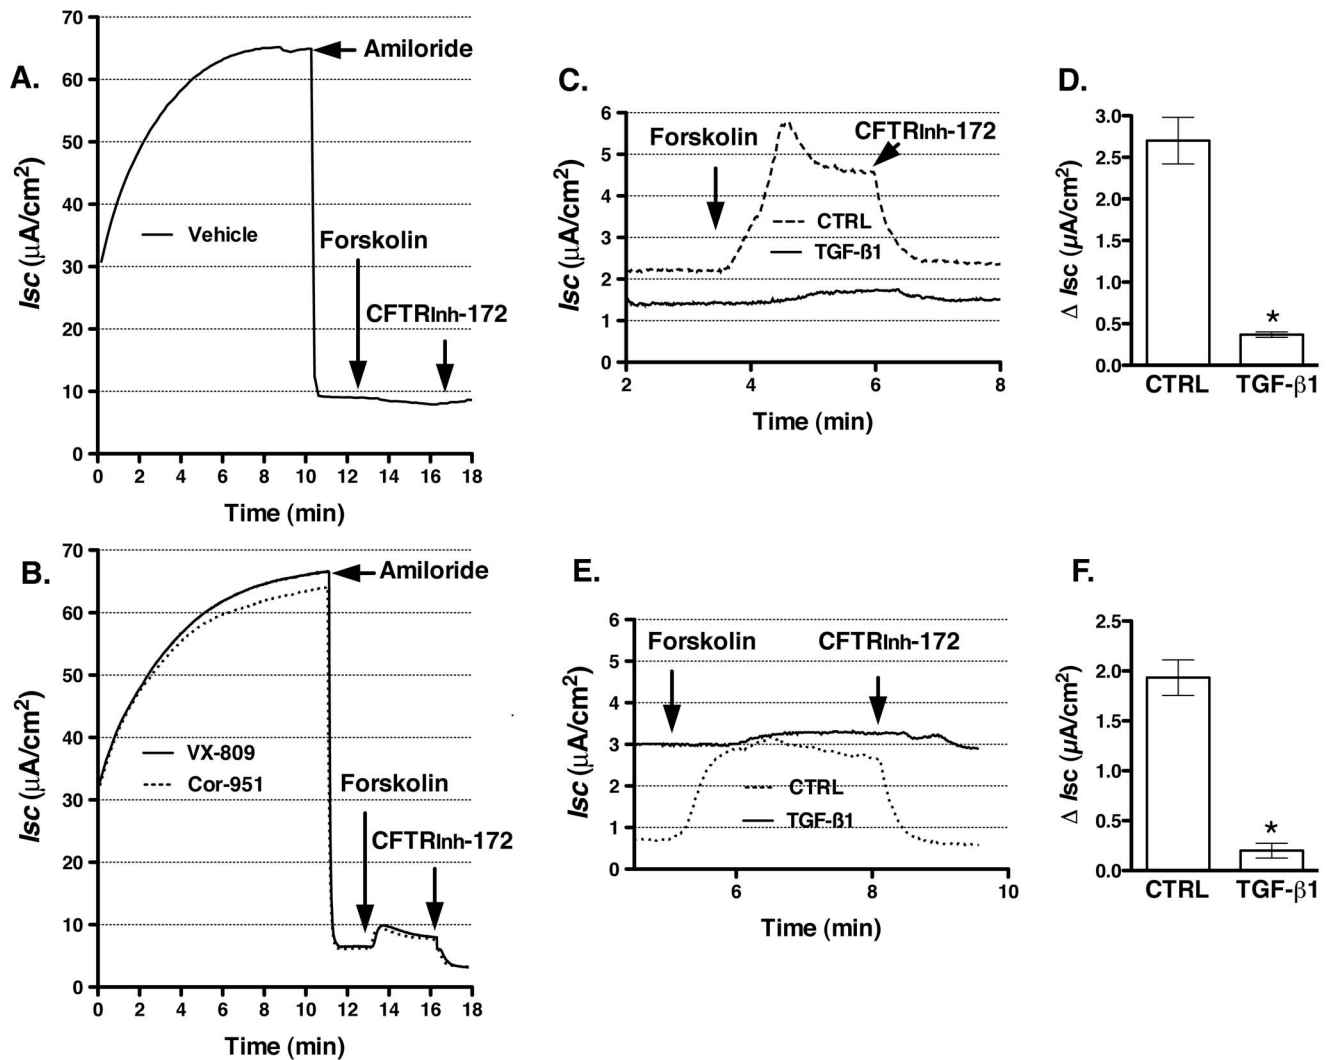 A.
70
60
50
40
30
20
10
0
Isc (μA/cm²)
Amiloride
Vehicle
Forskolin
CFTRInh-172
0 2 4 6 8 10 12 14 16 18
Time (min)
B.
70
60
50
40
30
20
10
0
Isc (μA/cm²)
Amiloride
VX-809
Cor-951
Forskolin
CFTRInh-172
0 2 4 6 8 10 12 14 16 18
Time (min)
C.
6
5
4
3
2
1
0
Isc (μA/cm²)
Forskolin
CFTRInh-172
CTRL
TGF-ß1
2 4 6 8
Time (min)
D.
3.0
2.5
2.0
1.5
1.0
0.5
0.0
Δ Isc (μA/cm²)
*
CTRL TGF-β1
E.
6
5
4
3
2
1
0
Isc (μA/cm²)
Forskolin
CFTRInh-172
CTRL
TGF-ß1
6 8 10
Time (min)
F.
2.5
2.0
1.5
1.0
0.5
0.0
Δ Isc (μA/cm²)
*
CTRL TGF-β1